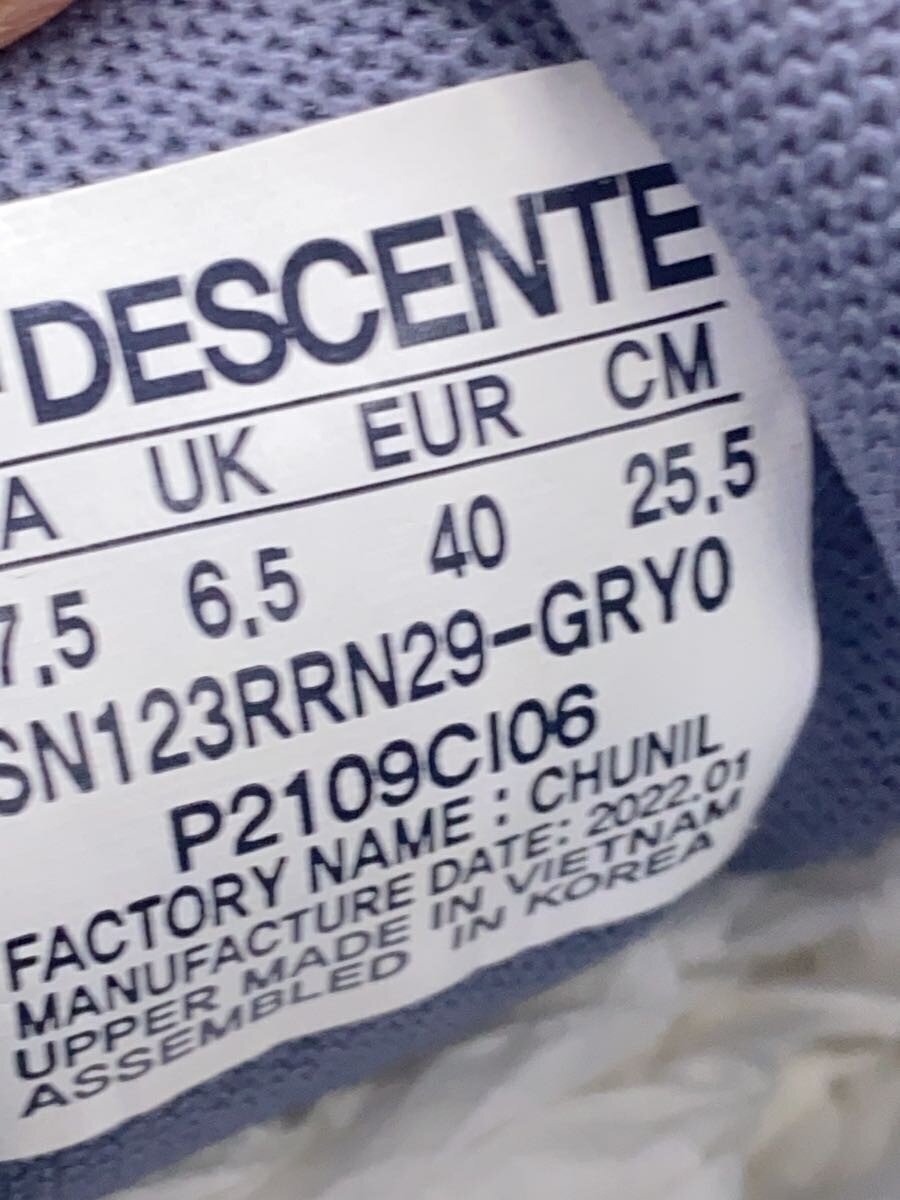 DESCENTE
A UK EUR CM
7,5 6,5 40 25,5
SN123RRN29-GRY0
P2109CI06
FACTORY NAME : CHUNIL
MANUFACTURE DATE: 2022.01
UPPER MADE IN VIETNAM
ASSEMBLED IN KOREA